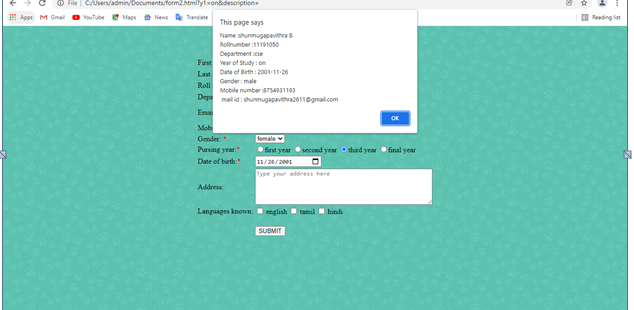 File | C:/Users/admin/Documents/form2.html?y1=on&description=
Apps Gmail YouTube Maps News Translate Reading list
This page says
Name :shunmugapavithra B
Rollnumber :11191050
Department :cse
Year of Study : on
Date of Birth : 2001-11-26
Gender : male
Mobile number :8754931193
mail id : shunmugapavithra2611@gmail.com
OK
First
Last
Roll
Depa
Emai
Mob
Gender: * female
Pursing year:* first year second year third year final year
Date of birth:* 11/26/2001
Address: Type your address here
Languages known: english tamil hindi
SUBMIT